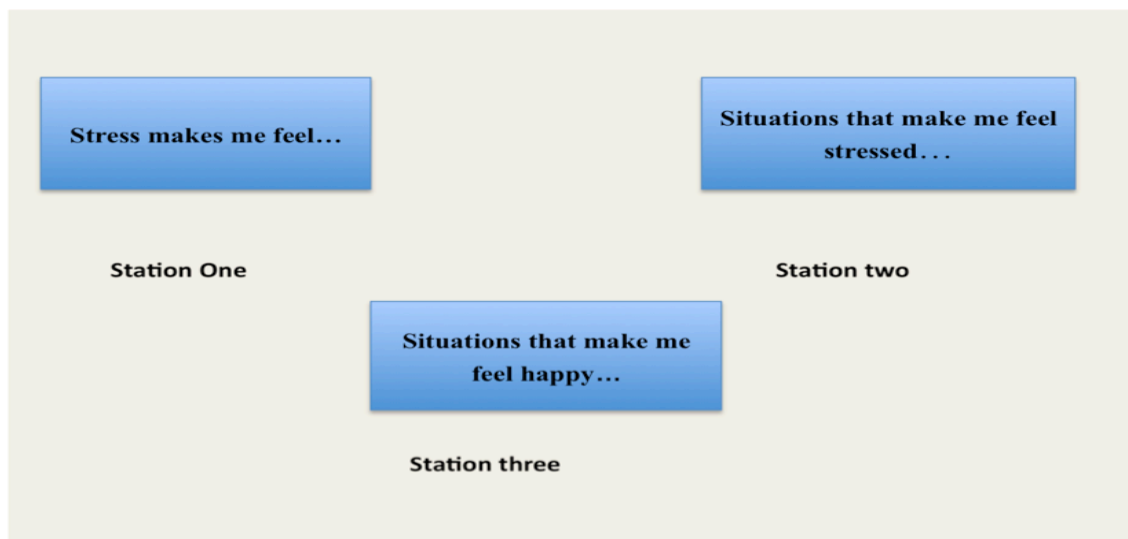 Stress makes me feel...
Situations that make me feel
stressed...
Station One
Station two
Situations that make me
feel happy...
Station three